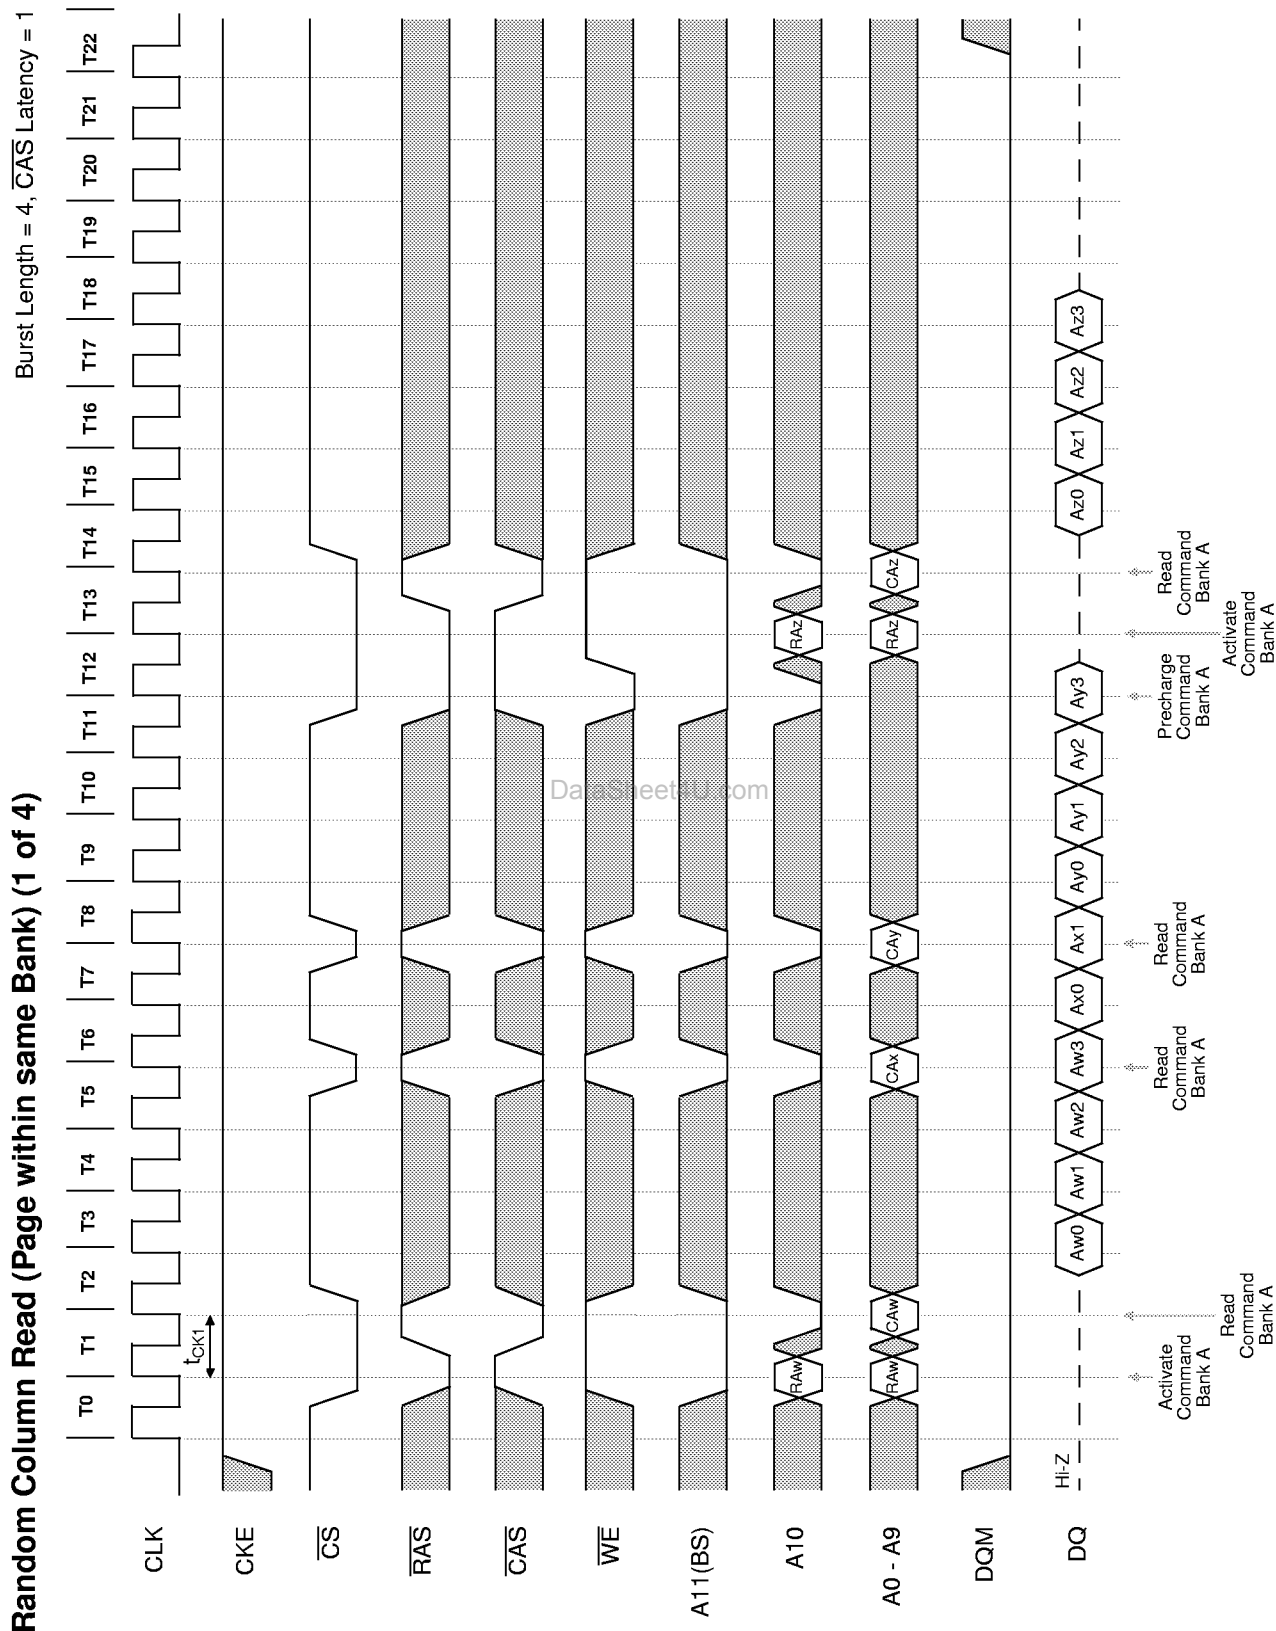 Random Column Read (Page within same Bank) (1 of 4)
Burst Length = 4, CAS Latency = 1
T0 T1 T2 T3 T4 T5 T6 T7 T8 T9 T10 T11 T12 T13 T14 T15 T16 T17 T18 T19 T20 T21 T22
CLK
tCK1
CKE
CS
RAS
CAS
WE
A11(BS)
A10
RAw RAz
A0 - A9
RAw CAw CAx CAy RAz CAz
DQM
DQ
Hi-Z
Aw0 Aw1 Aw2 Aw3 Ax0 Ax1 Ay0 Ay1 Ay2 Ay3 Az0 Az1 Az2 Az3
Activate
Command
Bank A
Read
Command
Bank A
Read
Command
Bank A
Read
Command
Bank A
Precharge
Command
Bank A
Activate
Command
Bank A
Read
Command
Bank A
DataSheet4U.com